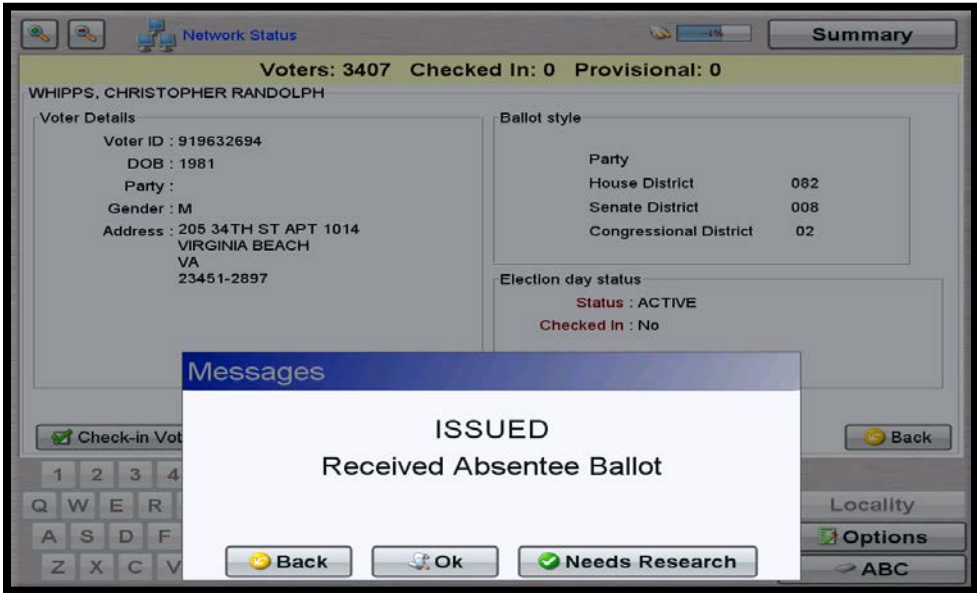 Network Status
-1%
Summary
Voters: 3407 Checked In: 0 Provisional: 0
WHIPPS, CHRISTOPHER RANDOLPH
Voter Details
Voter ID : 919632694
DOB : 1981
Party :
Gender : M
Address : 205 34TH ST APT 1014
VIRGINIA BEACH
VA
23451-2897
Ballot style
Party
House District 082
Senate District 008
Congressional District 02
Election day status
Status : ACTIVE
Checked In : No
Messages
ISSUED
Received Absentee Ballot
Back
Ok
Needs Research
Check-in Vot
Back
1 2 3 4
Q W E R
A S D F
Z X C V
Locality
Options
ABC